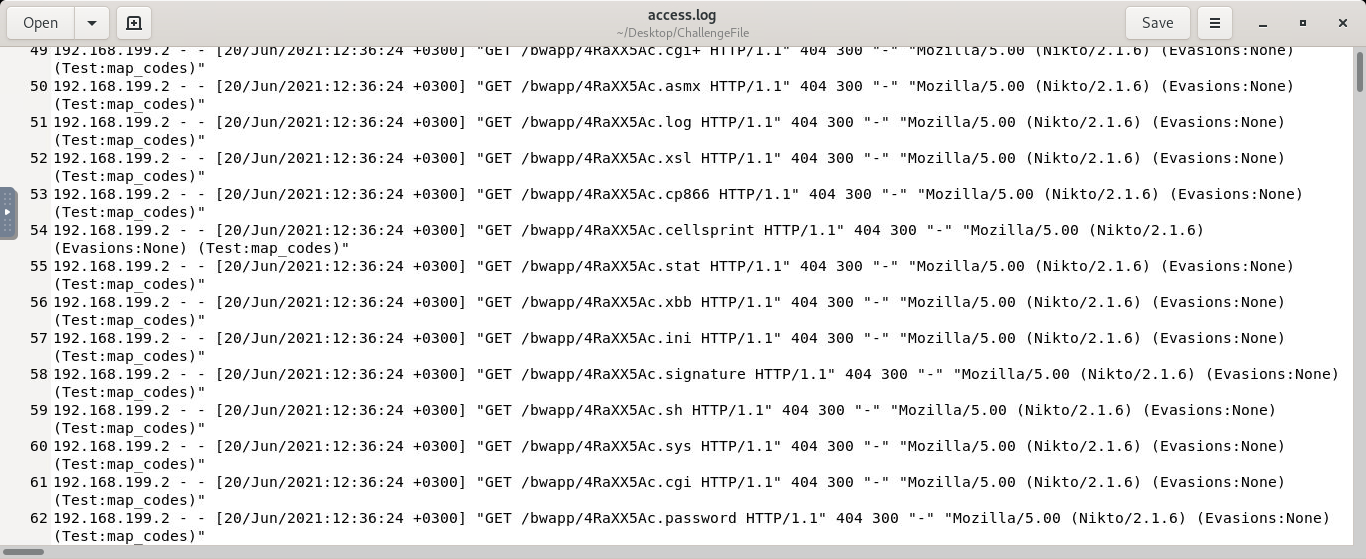 Open
access.log
~/Desktop/ChallengeFile
Save
49 192.168.199.2 - - [20/Jun/2021:12:36:24 +0300] "GET /bwapp/4RaXX5Ac.cgi+ HTTP/1.1" 404 300 "-" "Mozilla/5.00 (Nikto/2.1.6) (Evasions:None)
(Test:map_codes)"
50 192.168.199.2 - - [20/Jun/2021:12:36:24 +0300] "GET /bwapp/4RaXX5Ac.asmx HTTP/1.1" 404 300 "-" "Mozilla/5.00 (Nikto/2.1.6) (Evasions:None)
(Test:map_codes)"
51 192.168.199.2 - - [20/Jun/2021:12:36:24 +0300] "GET /bwapp/4RaXX5Ac.log HTTP/1.1" 404 300 "-" "Mozilla/5.00 (Nikto/2.1.6) (Evasions:None)
(Test:map_codes)"
52 192.168.199.2 - - [20/Jun/2021:12:36:24 +0300] "GET /bwapp/4RaXX5Ac.xsl HTTP/1.1" 404 300 "-" "Mozilla/5.00 (Nikto/2.1.6) (Evasions:None)
(Test:map_codes)"
53 192.168.199.2 - - [20/Jun/2021:12:36:24 +0300] "GET /bwapp/4RaXX5Ac.cp866 HTTP/1.1" 404 300 "-" "Mozilla/5.00 (Nikto/2.1.6) (Evasions:None)
(Test:map_codes)"
54 192.168.199.2 - - [20/Jun/2021:12:36:24 +0300] "GET /bwapp/4RaXX5Ac.cellsprint HTTP/1.1" 404 300 "-" "Mozilla/5.00 (Nikto/2.1.6)
(Evasions:None) (Test:map_codes)"
55 192.168.199.2 - - [20/Jun/2021:12:36:24 +0300] "GET /bwapp/4RaXX5Ac.stat HTTP/1.1" 404 300 "-" "Mozilla/5.00 (Nikto/2.1.6) (Evasions:None)
(Test:map_codes)"
56 192.168.199.2 - - [20/Jun/2021:12:36:24 +0300] "GET /bwapp/4RaXX5Ac.xbb HTTP/1.1" 404 300 "-" "Mozilla/5.00 (Nikto/2.1.6) (Evasions:None)
(Test:map_codes)"
57 192.168.199.2 - - [20/Jun/2021:12:36:24 +0300] "GET /bwapp/4RaXX5Ac.ini HTTP/1.1" 404 300 "-" "Mozilla/5.00 (Nikto/2.1.6) (Evasions:None)
(Test:map_codes)"
58 192.168.199.2 - - [20/Jun/2021:12:36:24 +0300] "GET /bwapp/4RaXX5Ac.signature HTTP/1.1" 404 300 "-" "Mozilla/5.00 (Nikto/2.1.6) (Evasions:None)
(Test:map_codes)"
59 192.168.199.2 - - [20/Jun/2021:12:36:24 +0300] "GET /bwapp/4RaXX5Ac.sh HTTP/1.1" 404 300 "-" "Mozilla/5.00 (Nikto/2.1.6) (Evasions:None)
(Test:map_codes)"
60 192.168.199.2 - - [20/Jun/2021:12:36:24 +0300] "GET /bwapp/4RaXX5Ac.sys HTTP/1.1" 404 300 "-" "Mozilla/5.00 (Nikto/2.1.6) (Evasions:None)
(Test:map_codes)"
61 192.168.199.2 - - [20/Jun/2021:12:36:24 +0300] "GET /bwapp/4RaXX5Ac.cgi HTTP/1.1" 404 300 "-" "Mozilla/5.00 (Nikto/2.1.6) (Evasions:None)
(Test:map_codes)"
62 192.168.199.2 - - [20/Jun/2021:12:36:24 +0300] "GET /bwapp/4RaXX5Ac.password HTTP/1.1" 404 300 "-" "Mozilla/5.00 (Nikto/2.1.6) (Evasions:None)
(Test:map_codes)"